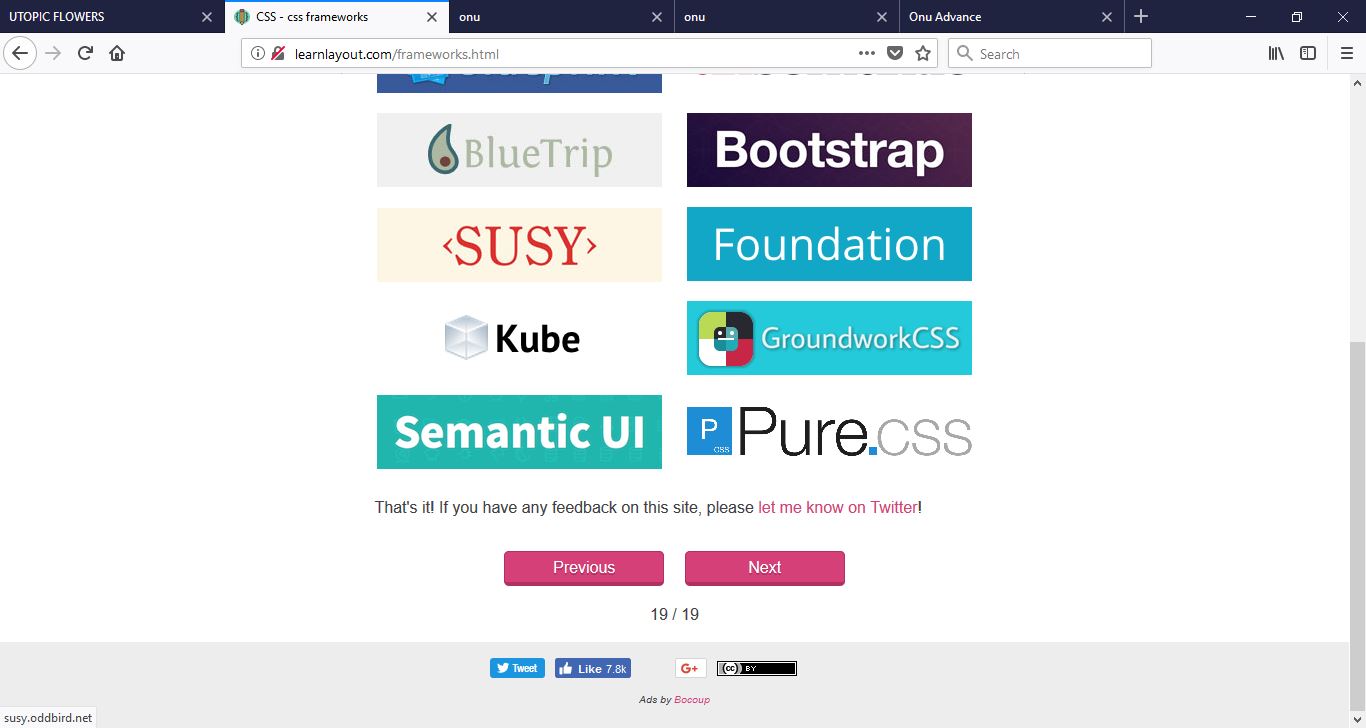 UTOPIC FLOWERS
CSS - css frameworks
onu
onu
Onu Advance
learnlayout.com/frameworks.html
Search
BlueTrip
Bootstrap
<SUSY>
Foundation
Kube
GroundworkCSS
Semantic UI
P CSS Pure.css
That's it! If you have any feedback on this site, please let me know on Twitter!
Previous Next
19 / 19
Tweet Like 7.8k G+ (cc) BY
Ads by Bocoup
susy.oddbird.net